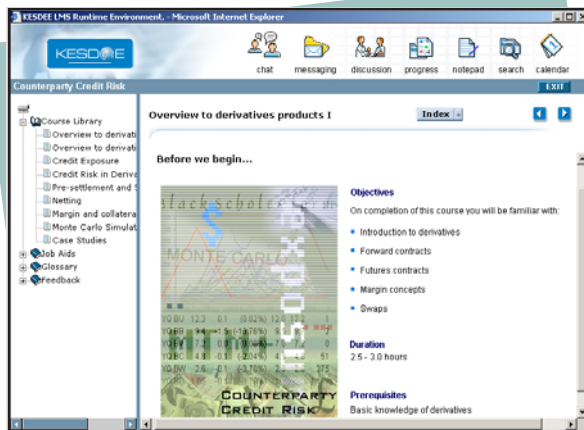 KESDEE LMS Runtime Environment. - Microsoft Internet Explorer
KESDEE
chat messaging discussion progress notepad search calendar
Counterparty Credit Risk
EXIT
Course Library
Overview to derivati
Overview to derivati
Credit Exposure
Credit Risk in Deriva
Pre-settlement and S
Netting
Margin and collatera
Monte Carlo Simulat
Case Studies
Job Aids
Glossary
Feedback
Overview to derivatives products I
Index
Before we begin...
Black Scholes
MONTE CARLO
COUNTERPARTY
CREDIT RISK
Objectives
On completion of this course you will be familiar with:
Introduction to derivatives
Forward contracts
Futures contracts
Margin concepts
Swaps
Duration
2.5 - 3.0 hours
Prerequisites
Basic knowledge of derivatives